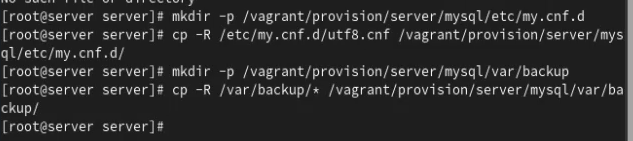 No such file or directory
[root@server server]# mkdir -p /vagrant/provision/server/mysql/etc/my.cnf.d
[root@server server]# cp -R /etc/my.cnf.d/utf8.cnf /vagrant/provision/server/mys
ql/etc/my.cnf.d/
[root@server server]# mkdir -p /vagrant/provision/server/mysql/var/backup
[root@server server]# cp -R /var/backup/* /vagrant/provision/server/mysql/var/ba
ckup/
[root@server server]#